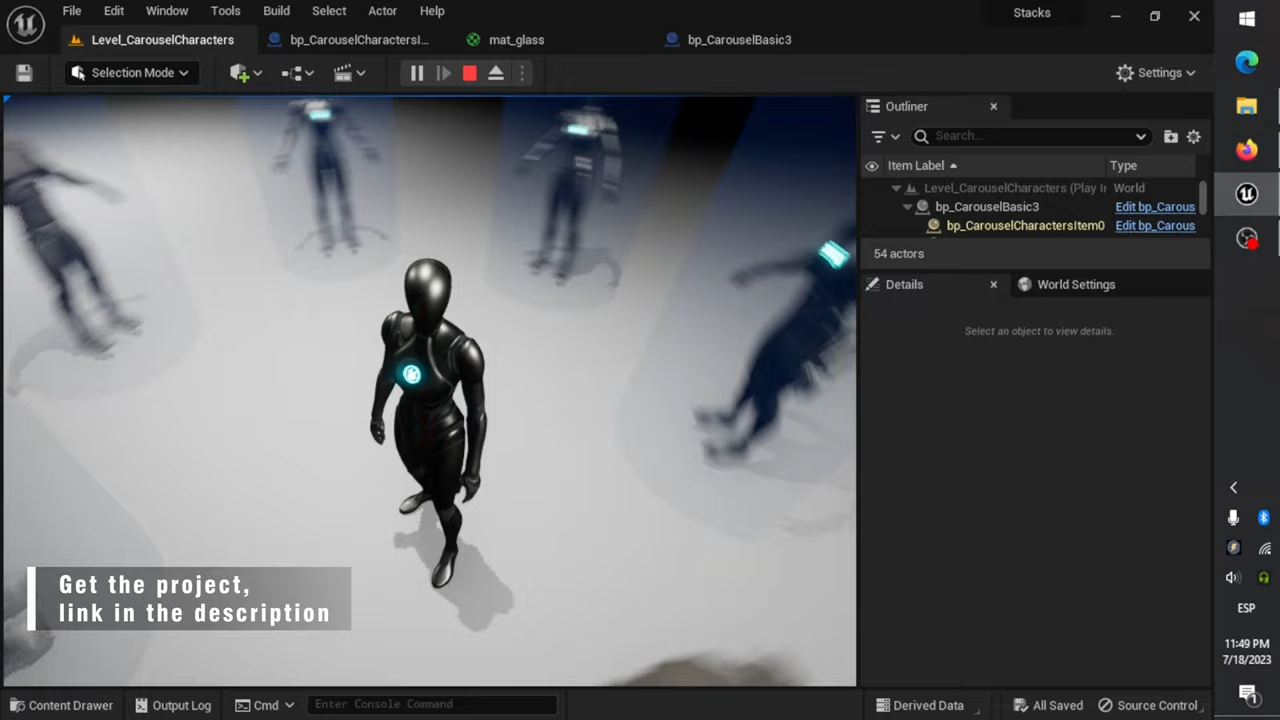 File Edit Window Tools Build Select Actor Help
Stacks
Level_CarouselCharacters
bp_CarouselCharactersI...
mat_glass
bp_CarouselBasic3
Selection Mode
Settings
Outliner
Search...
Item Label
Type
Level_CarouselCharacters (Play In
World
bp_CarouselBasic3
Edit bp_Carous
bp_CarouselCharactersItem0
Edit bp_Carous
54 actors
Details
World Settings
Select an object to view details.
Get the project,
link in the description
ESP
11:49 PM
7/18/2023
1
Content Drawer
Output Log
Cmd
Enter Console Command
Derived Data
All Saved
Source Control